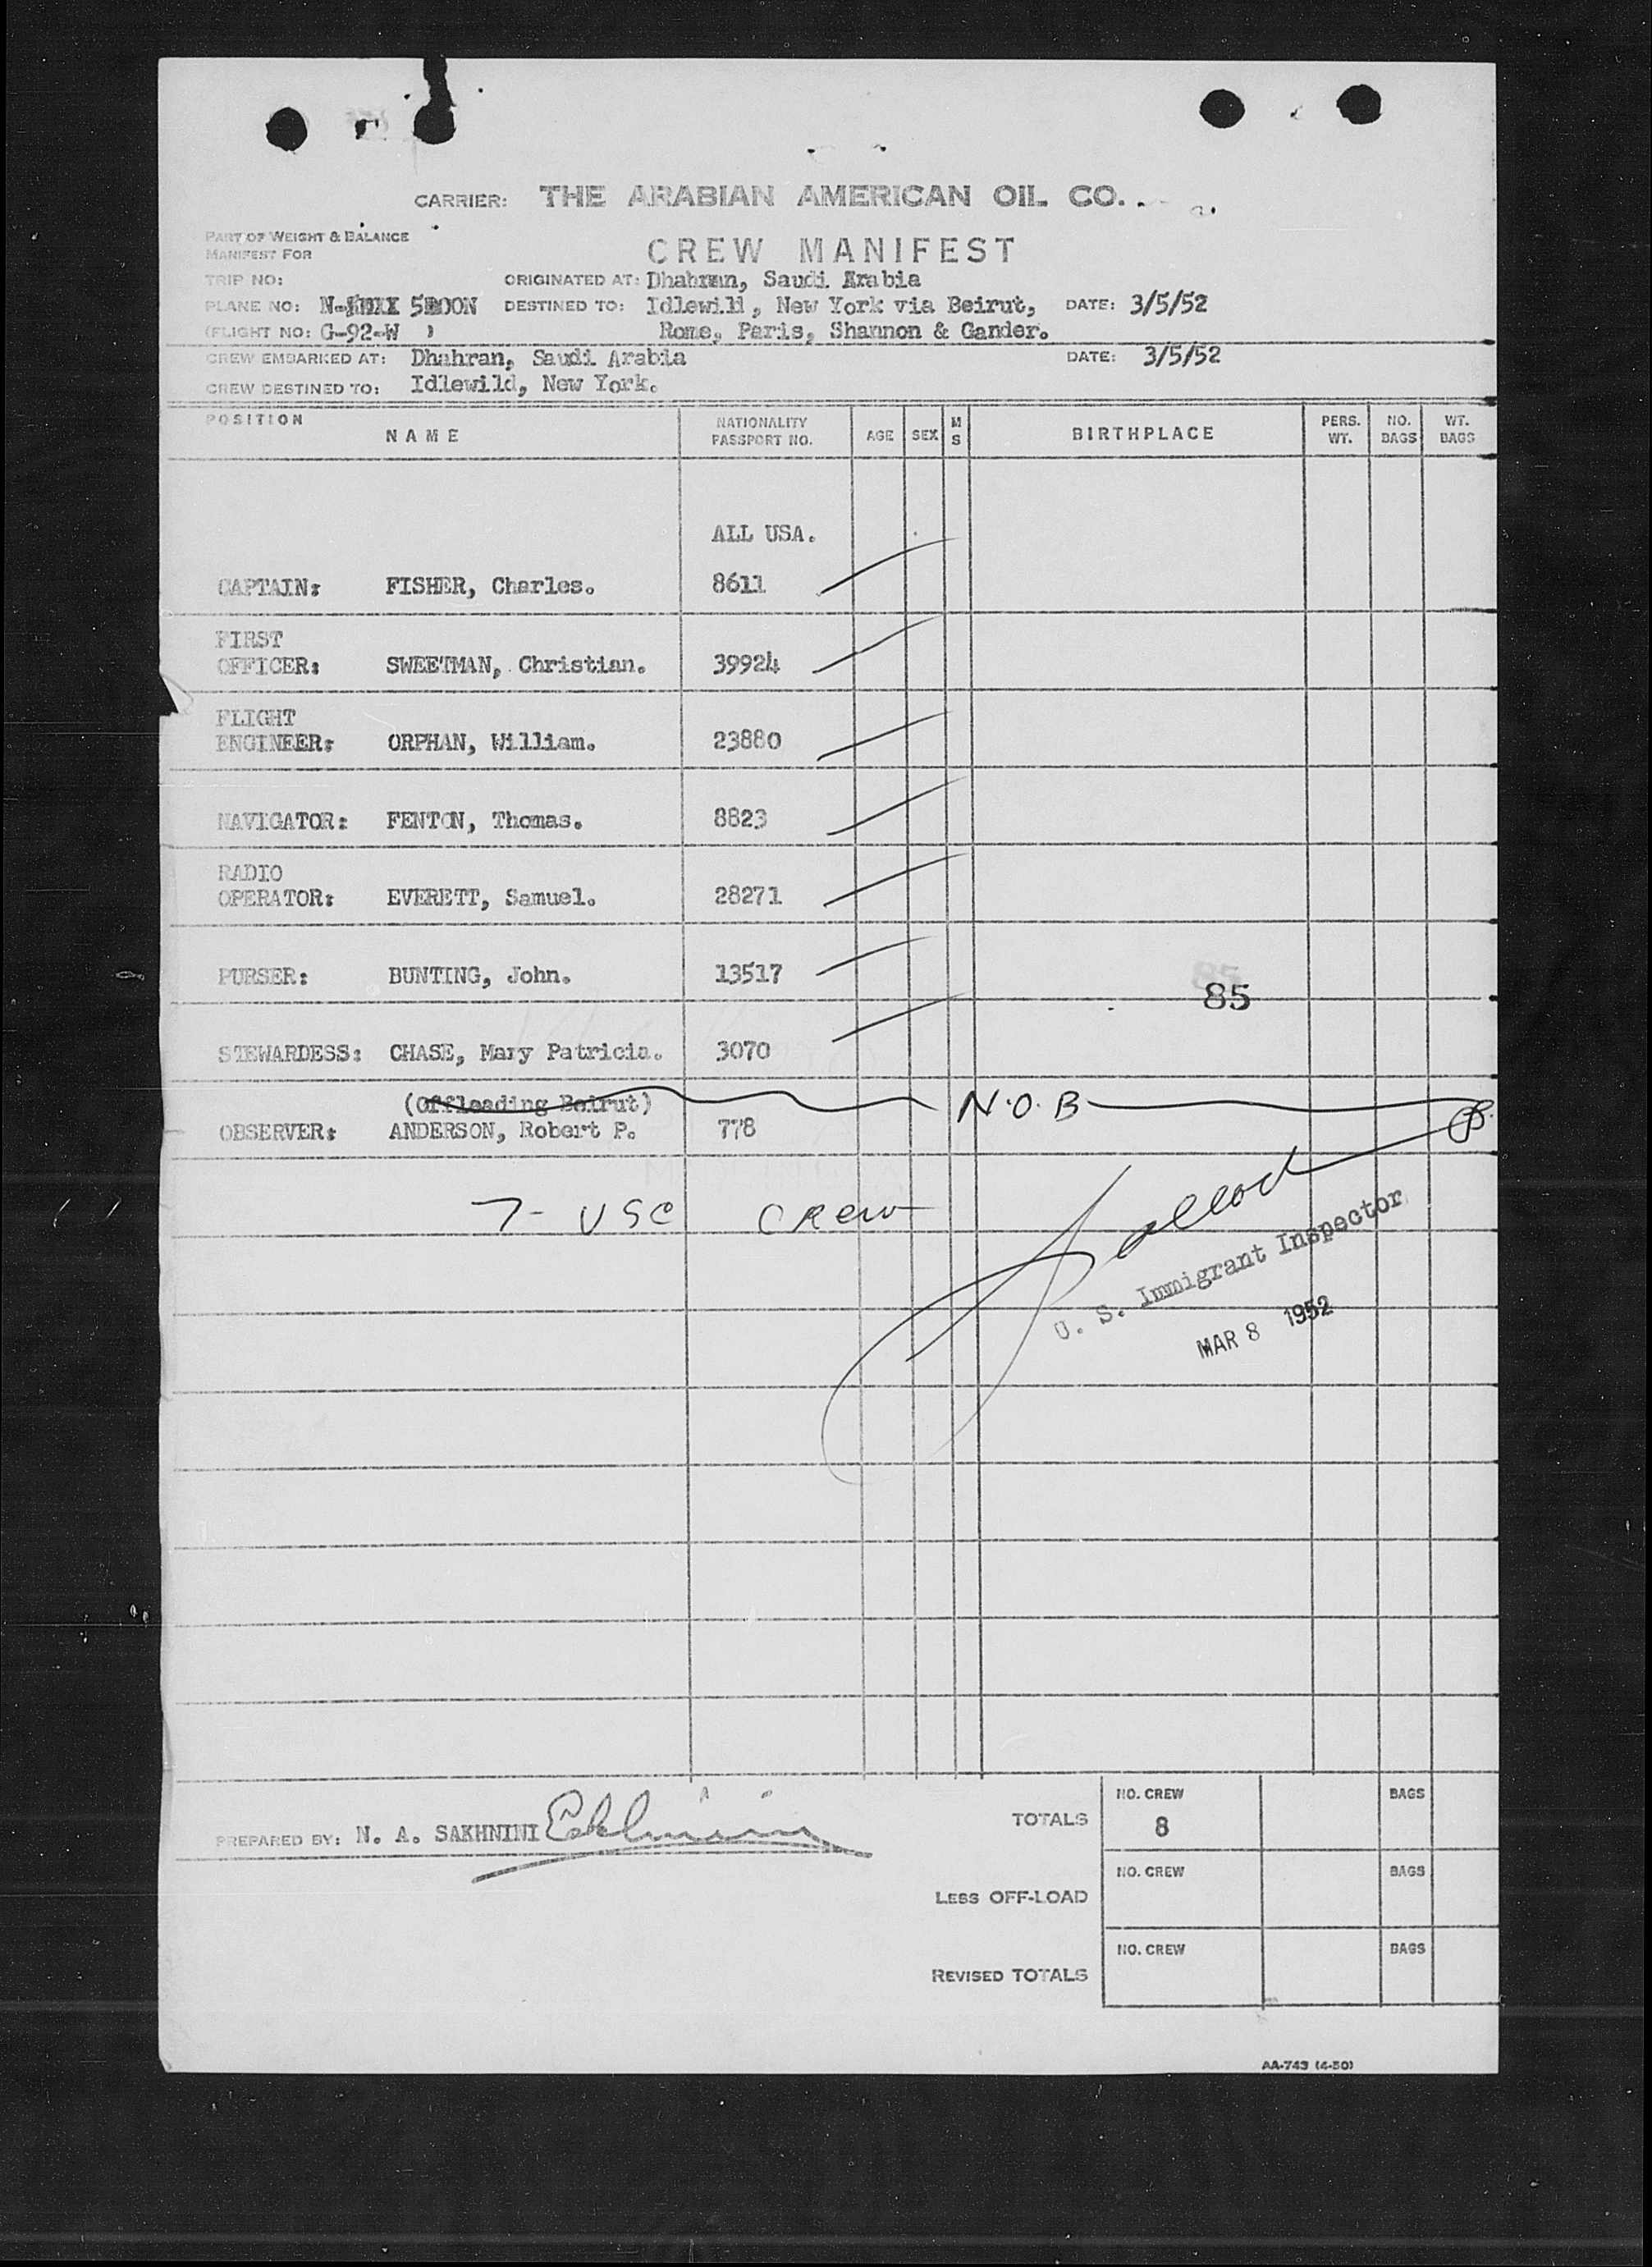 CARRIER: THE ARABIAN AMERICAN OIL CO.
PART OF WEIGHT & BALANCE
MANIFEST FOR
CREW MANIFEST
TRIP NO: ORIGINATED AT: Dhahran, Saudi Arabia
PLANE NO: DESTINED TO: Idlewild, New York via Beirut, DATE: 3/5/52
(FLIGHT NO: G-92-W ) Rome, Paris, Shannon & Gander.
CREW EMBARKED AT: Dhahran, Saudi Arabia DATE: 3/5/52
CREW DESTINED TO: Idlewild, New York.
POSITION NAME NATIONALITY PASSPORT NO. AGE SEX M S BIRTHPLACE PERS. WT. NO. BAGS WT. BAGS
ALL USA.
CAPTAIN: FISHER, Charles. 8611
FIRST
OFFICER: SWEETMAN, Christian. 39924
FLIGHT
ENGINEER: ORPHAN, William. 23880
NAVIGATOR: FENTON, Thomas. 8823
RADIO
OPERATOR: EVERETT, Samuel. 28271
PURSER: BUNTING, John. 13517
85
STEWARDESS: CHASE, Mary Patricia. 3070
(Offloading Beirut) N.O.B
OBSERVER: ANDERSON, Robert P. 778
7- USC CREW
U. S. Immigrant Inspector
MAR 8 1952
TOTALS NO. CREW 8 BAGS
PREPARED BY: N. A. SAKHNINI
LESS OFF-LOAD NO. CREW BAGS
REVISED TOTALS NO. CREW BAGS
AA-743 (4-50)